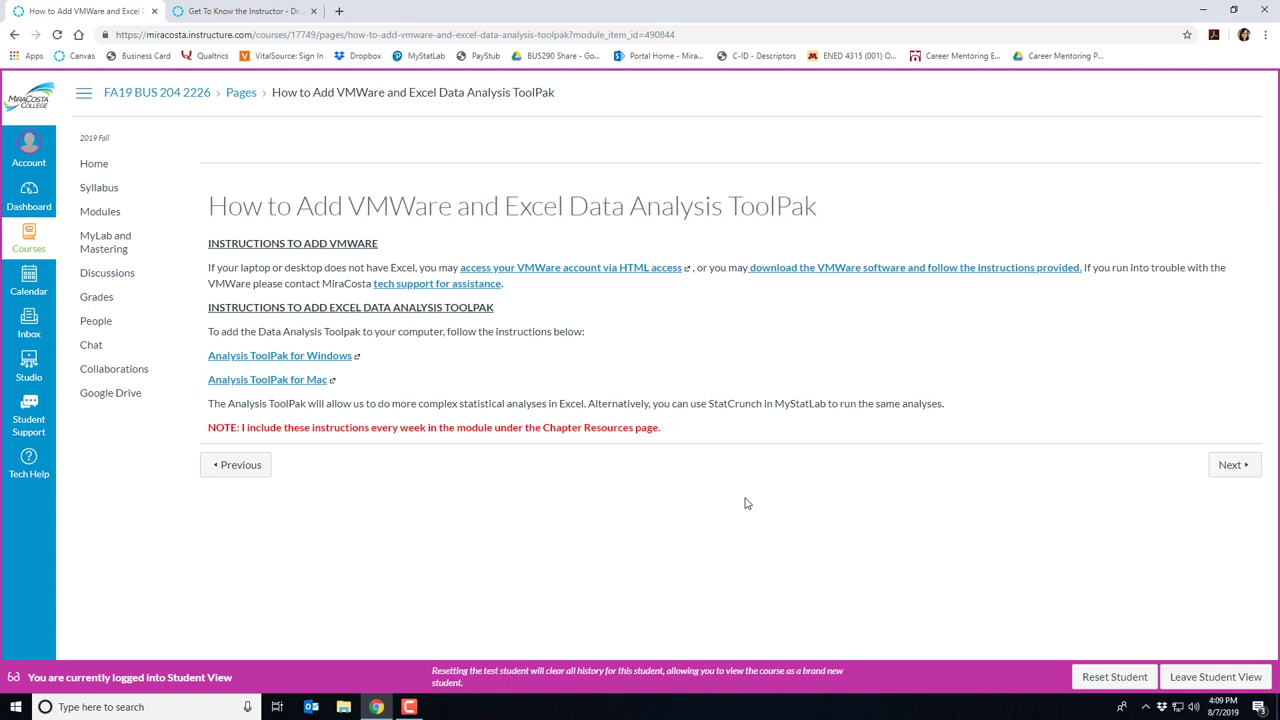 How to Add VMWare and Excel Data A
Get To Know the Instructor - Dr.
https://miracosta.instructure.com/courses/17749/pages/how-to-add-vmware-and-excel-data-analysis-toolpak?module_item_id=490844
Apps Canvas Business Card Qualtrics VitalSource: Sign In Dropbox MyStatLab PayStub BUS290 Share - Go... Portal Home - Mira... C-ID - Descriptors ENED 4315 (001) O... Career Mentoring E... Career Mentoring P...
MIRACOSTA COLLEGE
FA19 BUS 204 2226 › Pages › How to Add VMWare and Excel Data Analysis ToolPak
Account
Dashboard
Courses
Calendar
Inbox
Studio
Student Support
Tech Help
2019 Fall
Home
Syllabus
Modules
MyLab and Mastering
Discussions
Grades
People
Chat
Collaborations
Google Drive
How to Add VMWare and Excel Data Analysis ToolPak
INSTRUCTIONS TO ADD VMWARE
If your laptop or desktop does not have Excel, you may access your VMWare account via HTML access , or you may download the VMWare software and follow the instructions provided. If you run into trouble with the
VMWare please contact MiraCosta tech support for assistance.
INSTRUCTIONS TO ADD EXCEL DATA ANALYSIS TOOLPAK
To add the Data Analysis Toolpak to your computer, follow the instructions below:
Analysis ToolPak for Windows
Analysis ToolPak for Mac
The Analysis ToolPak will allow us to do more complex statistical analyses in Excel. Alternatively, you can use StatCrunch in MyStatLab to run the same analyses.
NOTE: I include these instructions every week in the module under the Chapter Resources page.
Previous
Next
You are currently logged into Student View
Resetting the test student will clear all history for this student, allowing you to view the course as a brand new
student.
Reset Student
Leave Student View
Type here to search
4:09 PM
8/7/2019
3